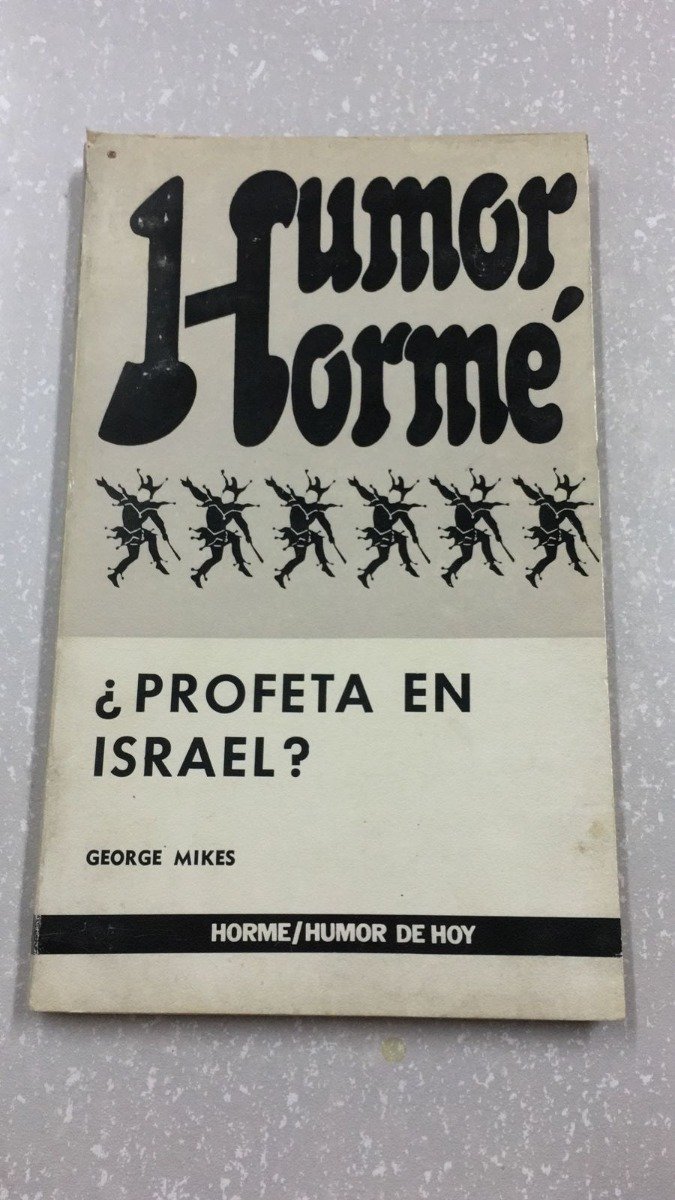 Humor
Hormé
¿PROFETA EN
ISRAEL?
GEORGE MIKES
HORME/HUMOR DE HOY